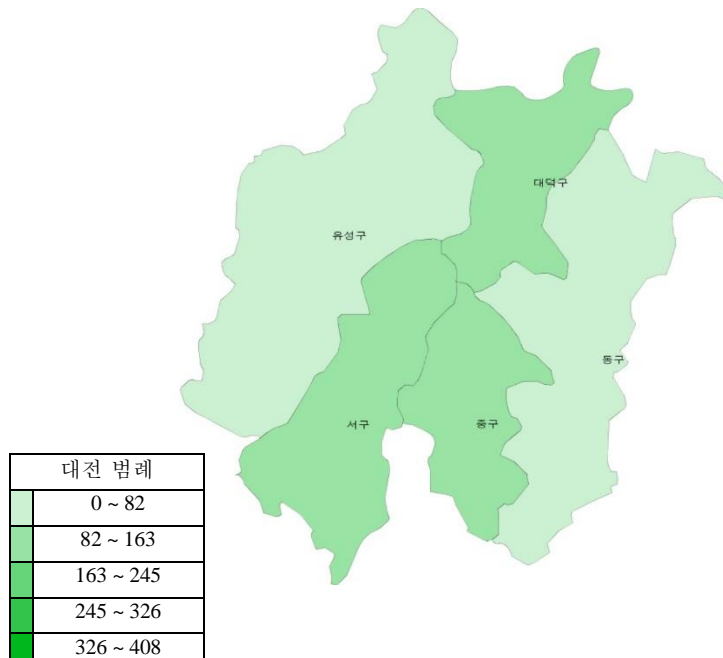 대덕구
유성구
동구
서구
중구
대전 범례
0 ~ 82
82 ~ 163
163 ~ 245
245 ~ 326
326 ~ 408